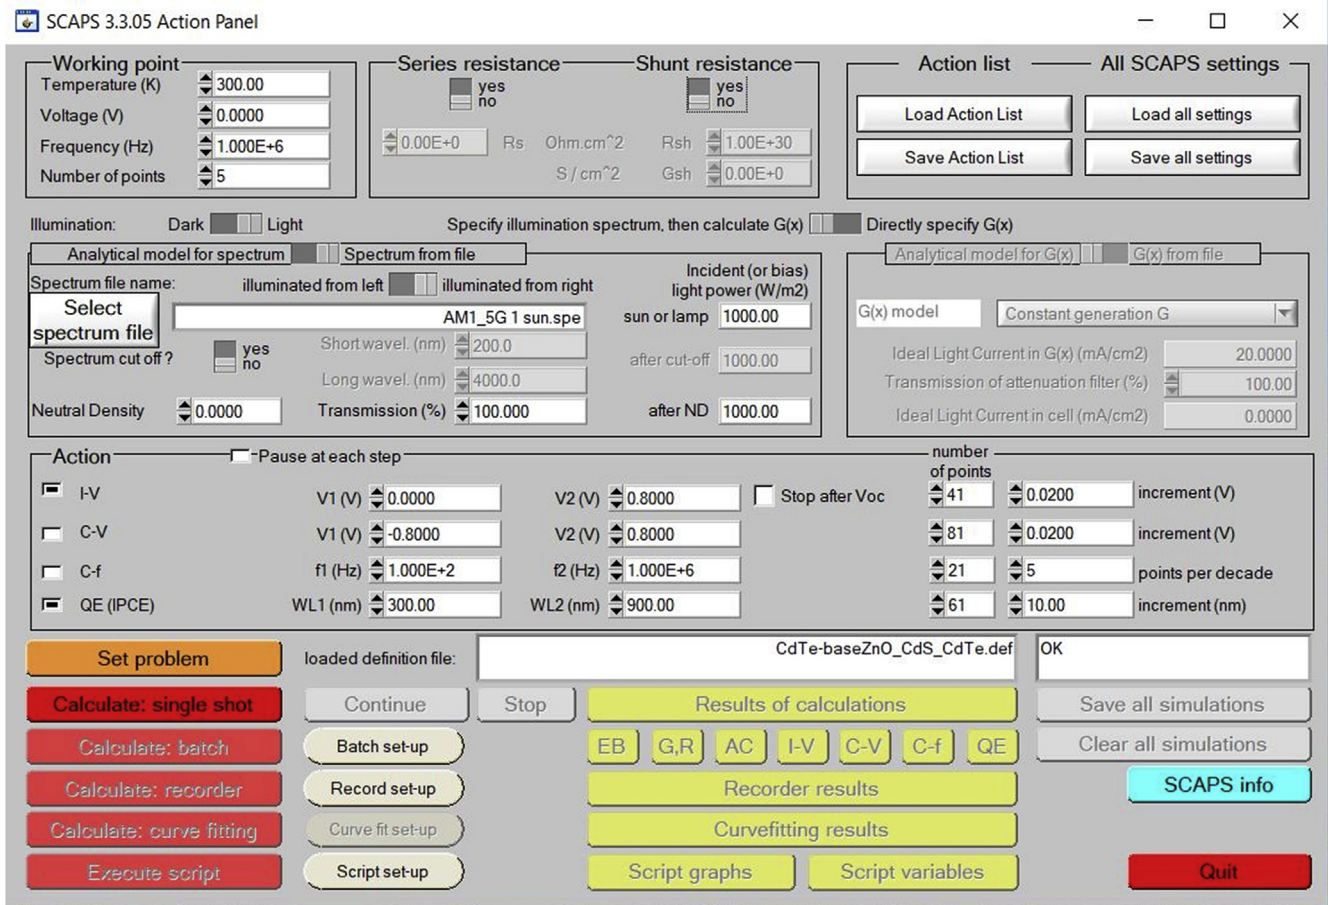 SCAPS 3.3.05 Action Panel
Working point
Temperature (K) 300.00
Voltage (V) 0.0000
Frequency (Hz) 1.000E+6
Number of points 5
Series resistance
yes
no
Shunt resistance
yes
no
0.00E+0 Rs Ohm.cm^2 Rsh 1.00E+30
S / cm^2 Gsh 0.00E+0
Action list
All SCAPS settings
Load Action List
Load all settings
Save Action List
Save all settings
Illumination: Dark Light
Specify illumination spectrum, then calculate G(x) Directly specify G(x)
Analytical model for spectrum Spectrum from file
Spectrum file name:
illuminated from left illuminated from right
Incident (or bias)
light power (W/m2)
Select
spectrum file
AM1_5G 1 sun.spe
sun or lamp 1000.00
Spectrum cut off ? yes
no
Short wavel. (nm) 200.0
Long wavel. (nm) 4000.0
after cut-off 1000.00
Neutral Density 0.0000
Transmission (%) 100.000
after ND 1000.00
Analytical model for G(x) G(x) from file
G(x) model Constant generation G
Ideal Light Current in G(x) (mA/cm2) 20.0000
Transmission of attenuation filter (%) 100.00
Ideal Light Current in cell (mA/cm2) 0.0000
Action Pause at each step
number
of points
I-V V1 (V) 0.0000 V2 (V) 0.8000 Stop after Voc 41 0.0200 increment (V)
C-V V1 (V) -0.8000 V2 (V) 0.8000 81 0.0200 increment (V)
C-f f1 (Hz) 1.000E+2 f2 (Hz) 1.000E+6 21 5 points per decade
QE (IPCE) WL1 (nm) 300.00 WL2 (nm) 900.00 61 10.00 increment (nm)
Set problem
loaded definition file: CdTe-baseZnO_CdS_CdTe.def
OK
Calculate: single shot
Continue
Stop
Results of calculations
Save all simulations
Calculate: batch
Batch set-up
EB G,R AC I-V C-V C-f QE
Clear all simulations
Calculate: recorder
Record set-up
Recorder results
SCAPS info
Calculate: curve fitting
Curve fit set-up
Curvefitting results
Execute script
Script set-up
Script graphs
Script variables
Quit